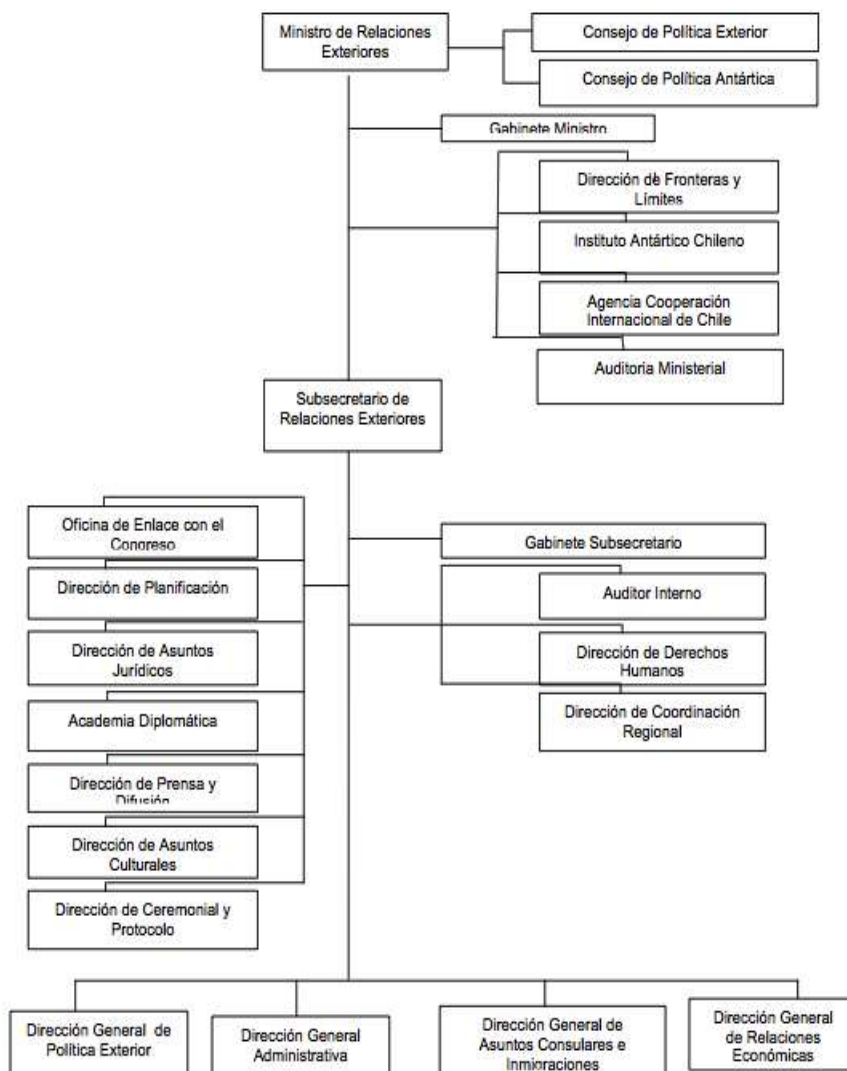 Ministro de Relaciones
Exteriores
Consejo de Política Exterior
Consejo de Política Antártica
Gabinete Ministro
Dirección de Fronteras y
Límites
Instituto Antártico Chileno
Agencia Cooperación
Internacional de Chile
Auditoria Ministerial
Subsecretario de
Relaciones Exteriores
Oficina de Enlace con el
Congreso
Dirección de Planificación
Dirección de Asuntos
Jurídicos
Academia Diplomática
Dirección de Prensa y
Difusión
Dirección de Asuntos
Culturales
Dirección de Ceremonial y
Protocolo
Gabinete Subsecretario
Auditor Interno
Dirección de Derechos
Humanos
Dirección de Coordinación
Regional
Dirección General de
Política Exterior
Dirección General
Administrativa
Dirección General de
Asuntos Consulares e
Inmigraciones
Dirección General
de Relaciones
Económicas